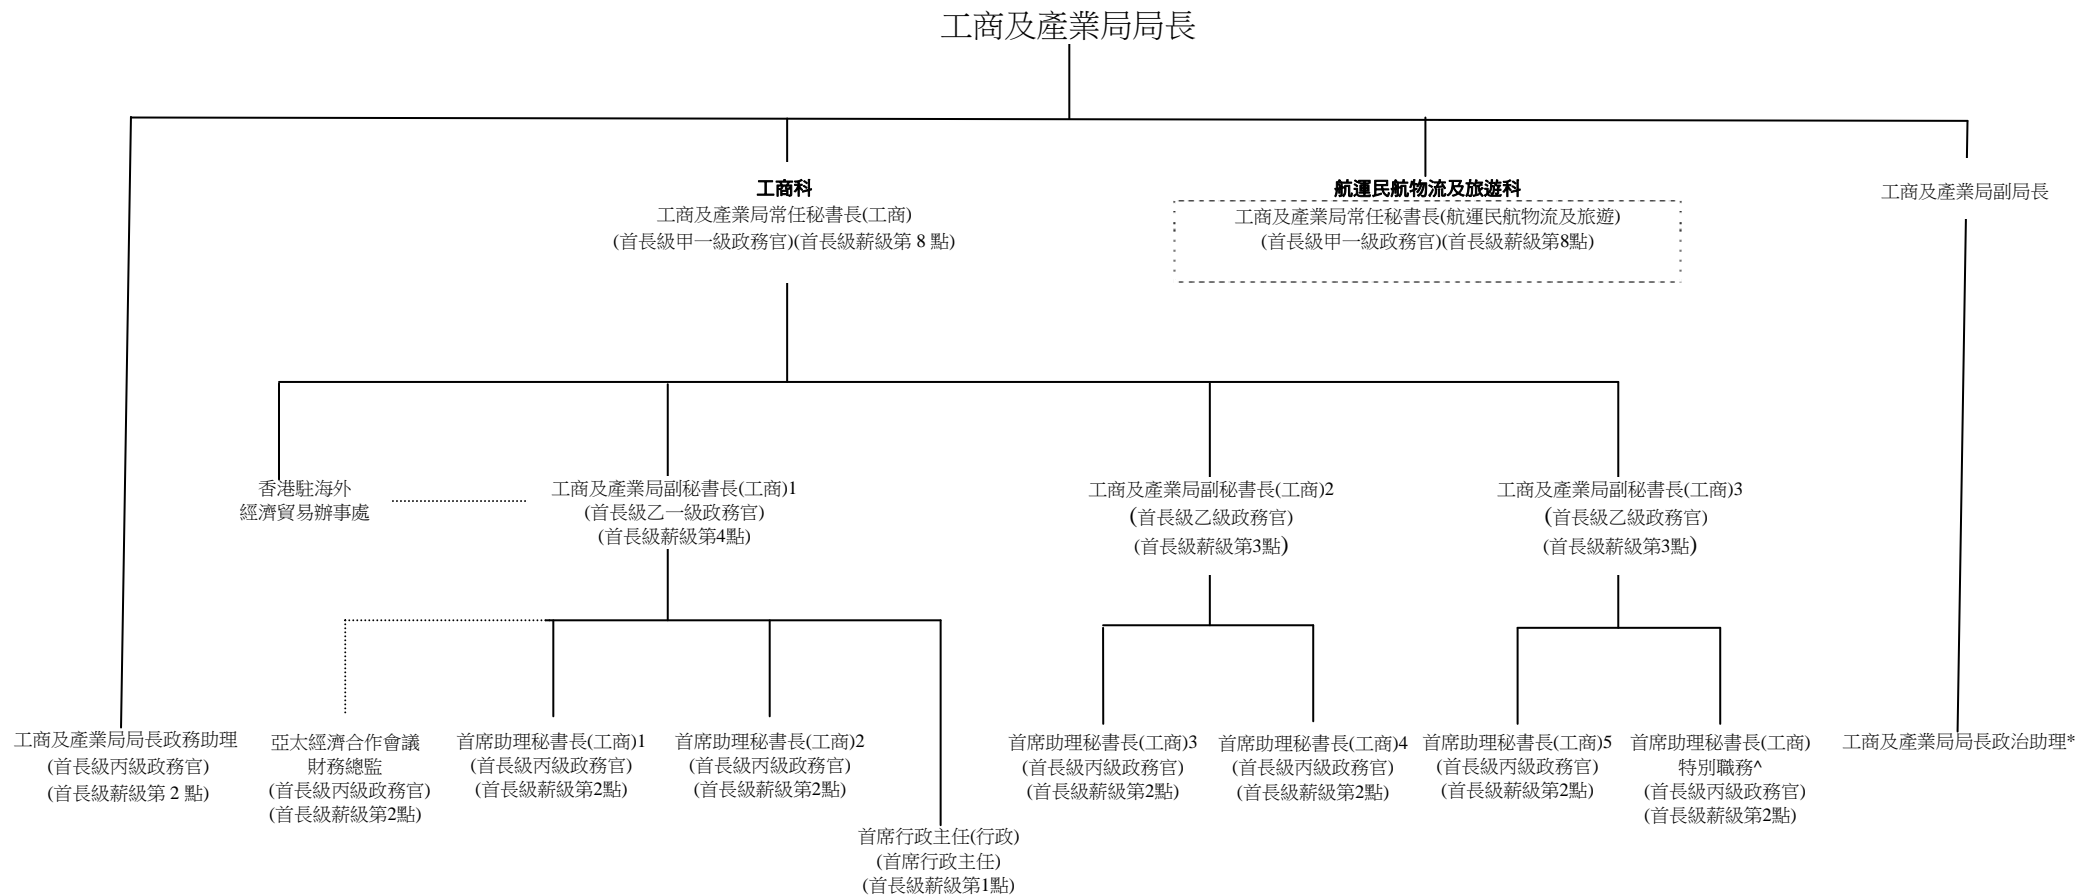 工商及產業局局長
工商科
工商及產業局常任秘書長(工商)
(首長級甲一級政務官)(首長級薪級第 8 點)
航運民航物流及旅遊科
工商及產業局常任秘書長(航運民航物流及旅遊)
(首長級甲一級政務官)(首長級薪級第8點)
工商及產業局副局長
香港駐海外
經濟貿易辦事處
工商及產業局副秘書長(工商)1
(首長級乙一級政務官)
(首長級薪級第4點)
工商及產業局副秘書長(工商)2
(首長級乙級政務官)
(首長級薪級第3點)
工商及產業局副秘書長(工商)3
(首長級乙級政務官)
(首長級薪級第3點)
工商及產業局局長政務助理
(首長級丙級政務官)
(首長級薪級第 2 點)
亞太經濟合作會議
財務總監
(首長級丙級政務官)
(首長級薪級第2點)
首席助理秘書長(工商)1
(首長級丙級政務官)
(首長級薪級第2點)
首席助理秘書長(工商)2
(首長級丙級政務官)
(首長級薪級第2點)
首席行政主任(行政)
(首席行政主任)
(首長級薪級第1點)
首席助理秘書長(工商)3
(首長級丙級政務官)
(首長級薪級第2點)
首席助理秘書長(工商)4
(首長級丙級政務官)
(首長級薪級第2點)
首席助理秘書長(工商)5
(首長級丙級政務官)
(首長級薪級第2點)
首席助理秘書長(工商)
特別職務^
(首長級丙級政務官)
(首長級薪級第2點)
工商及產業局局長政治助理*